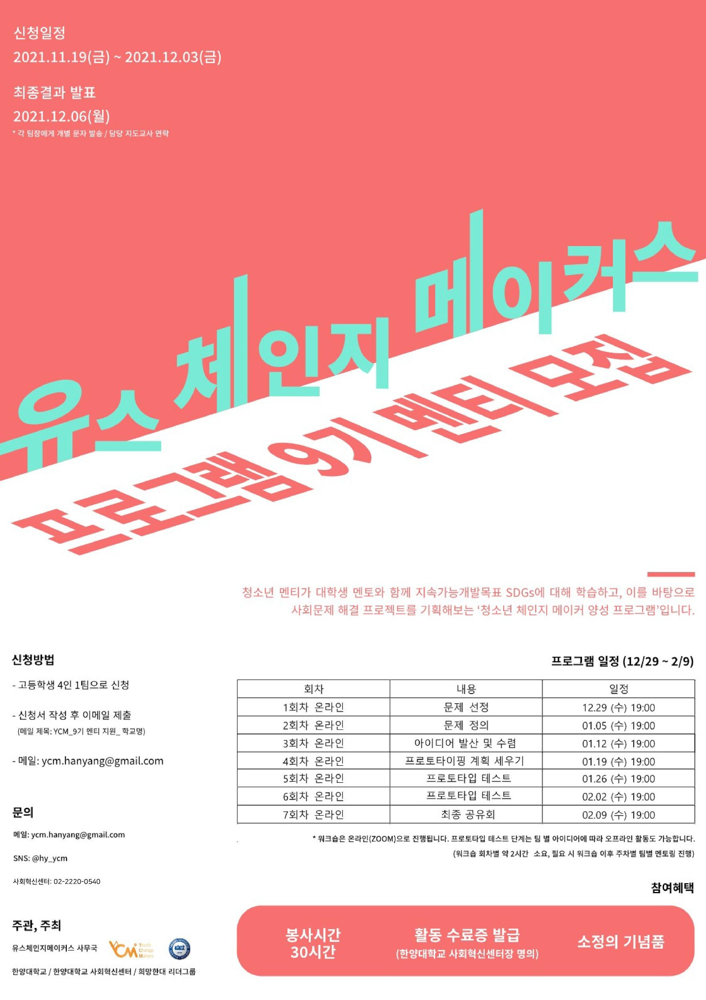 신청일정
2021.11.19(금) ~ 2021.12.03(금)
최종결과 발표
2021.12.06(월)
* 각 팀장에게 개별 문자 발송 / 담당 지도교사 연락
유스 체인지 메이커스
프로그램 9기 멘티 모집
청소년 멘티가 대학생 멘토와 함께 지속가능개발목표 SDGs에 대해 학습하고, 이를 바탕으로
사회문제 해결 프로젝트를 기획해보는 ‘청소년 체인지 메이커 양성 프로그램’입니다.
신청방법
- 고등학생 4인 1팀으로 신청
- 신청서 작성 후 이메일 제출
(메일 제목: YCM_9기 멘티 지원_ 학교명)
- 메일: ycm.hanyang@gmail.com
문의
메일: ycm.hanyang@gmail.com
SNS: @hy_ycm
사회혁신센터: 02-2220-0540
주관, 주최
유스체인지메이커스 사무국
YCM Youth
Change
Makers
한양대학교 / 한양대학교 사회혁신센터 / 희망한대 리더그룹
프로그램 일정 (12/29 ~ 2/9)
회차 내용 일정
1회차 온라인 문제 선정 12.29 (수) 19:00
2회차 온라인 문제 정의 01.05 (수) 19:00
3회차 온라인 아이디어 발산 및 수렴 01.12 (수) 19:00
4회차 온라인 프로토타이핑 계획 세우기 01.19 (수) 19:00
5회차 온라인 프로토타입 테스트 01.26 (수) 19:00
6회차 온라인 프로토타입 테스트 02.02 (수) 19:00
7회차 온라인 최종 공유회 02.09 (수) 19:00
* 워크숍은 온라인(ZOOM)으로 진행됩니다. 프로토타입 테스트 단계는 팀 별 아이디어에 따라 오프라인 활동도 가능합니다.
(워크숍 회차별 약 2시간 소요, 필요 시 워크숍 이후 주차별 팀별 멘토링 진행)
참여혜택
봉사시간
30시간
활동 수료증 발급
(한양대학교 사회혁신센터장 명의)
소정의 기념품